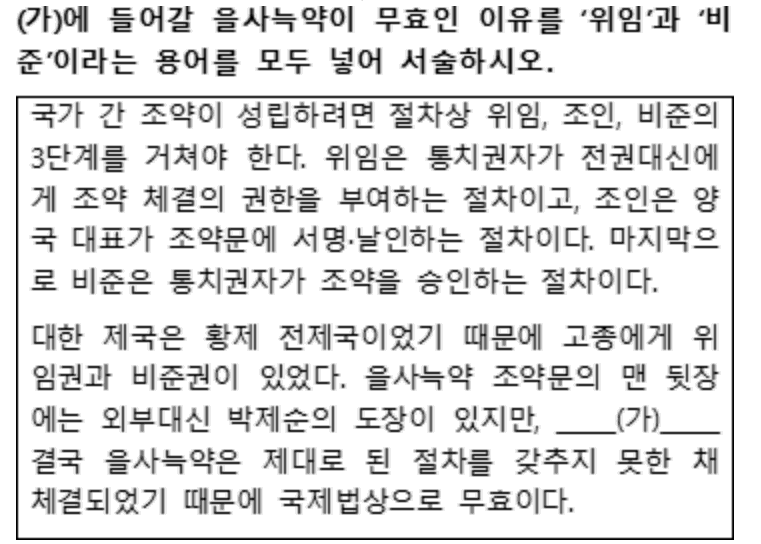 (가)에 들어갈 을사늑약이 무효인 이유를 ‘위임’과 ‘비
준’이라는 용어를 모두 넣어 서술하시오.
국가 간 조약이 성립하려면 절차상 위임, 조인, 비준의
3단계를 거쳐야 한다. 위임은 통치권자가 전권대신에
게 조약 체결의 권한을 부여하는 절차이고, 조인은 양
국 대표가 조약문에 서명·날인하는 절차이다. 마지막으
로 비준은 통치권자가 조약을 승인하는 절차이다.
대한 제국은 황제 전제국이었기 때문에 고종에게 위
임권과 비준권이 있었다. 을사늑약 조약문의 맨 뒷장
에는 외부대신 박제순의 도장이 있지만, ____(가)____
결국 을사늑약은 제대로 된 절차를 갖추지 못한 채
체결되었기 때문에 국제법상으로 무효이다.